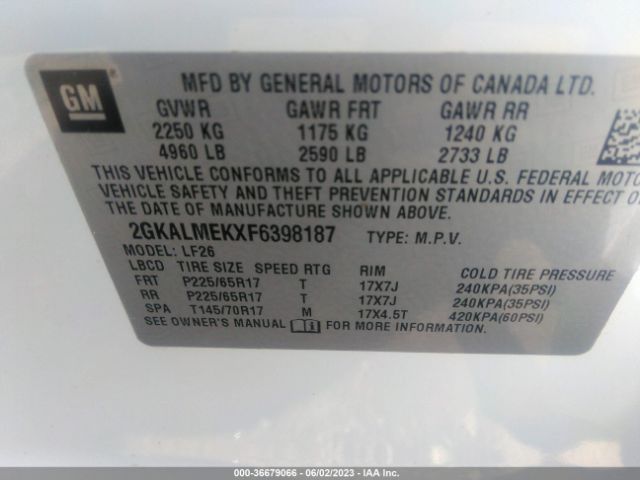 GM
MFD BY GENERAL MOTORS OF CANADA LTD.
GVWR GAWR FRT GAWR RR
2250 KG 1175 KG 1240 KG
4960 LB 2590 LB 2733 LB
THIS VEHICLE CONFORMS TO ALL APPLICABLE U.S. FEDERAL MOTO
VEHICLE SAFETY AND THEFT PREVENTION STANDARDS IN EFFECT O
THE DATE OF MANUFACTURE SHOWN ABOVE.
2GKALMEKXF6398187 TYPE: M.P.V.
MODEL: LF26
LBCD TIRE SIZE SPEED RTG RIM COLD TIRE PRESSURE
FRT P225/65R17 T 17X7J 240KPA(35PSI)
RR P225/65R17 T 17X7J 240KPA(35PSI)
SPA T145/70R17 M 17X4.5T 420KPA(60PSI)
SEE OWNER'S MANUAL FOR MORE INFORMATION.
000-36679066 - 06/02/2023 - IAA Inc.